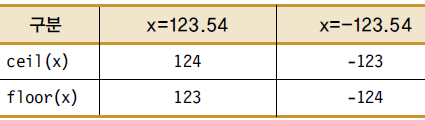 구분 x=123.54 x=-123.54
ceil(x) 124 -123
floor(x) 123 -124